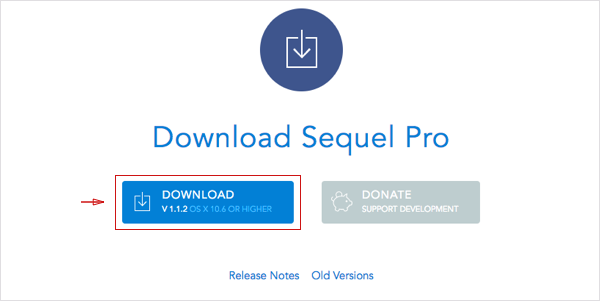 Download Sequel Pro
DOWNLOAD
V 1.1.2 OS X 10.6 OR HIGHER
DONATE
SUPPORT DEVELOPMENT
Release Notes
Old Versions